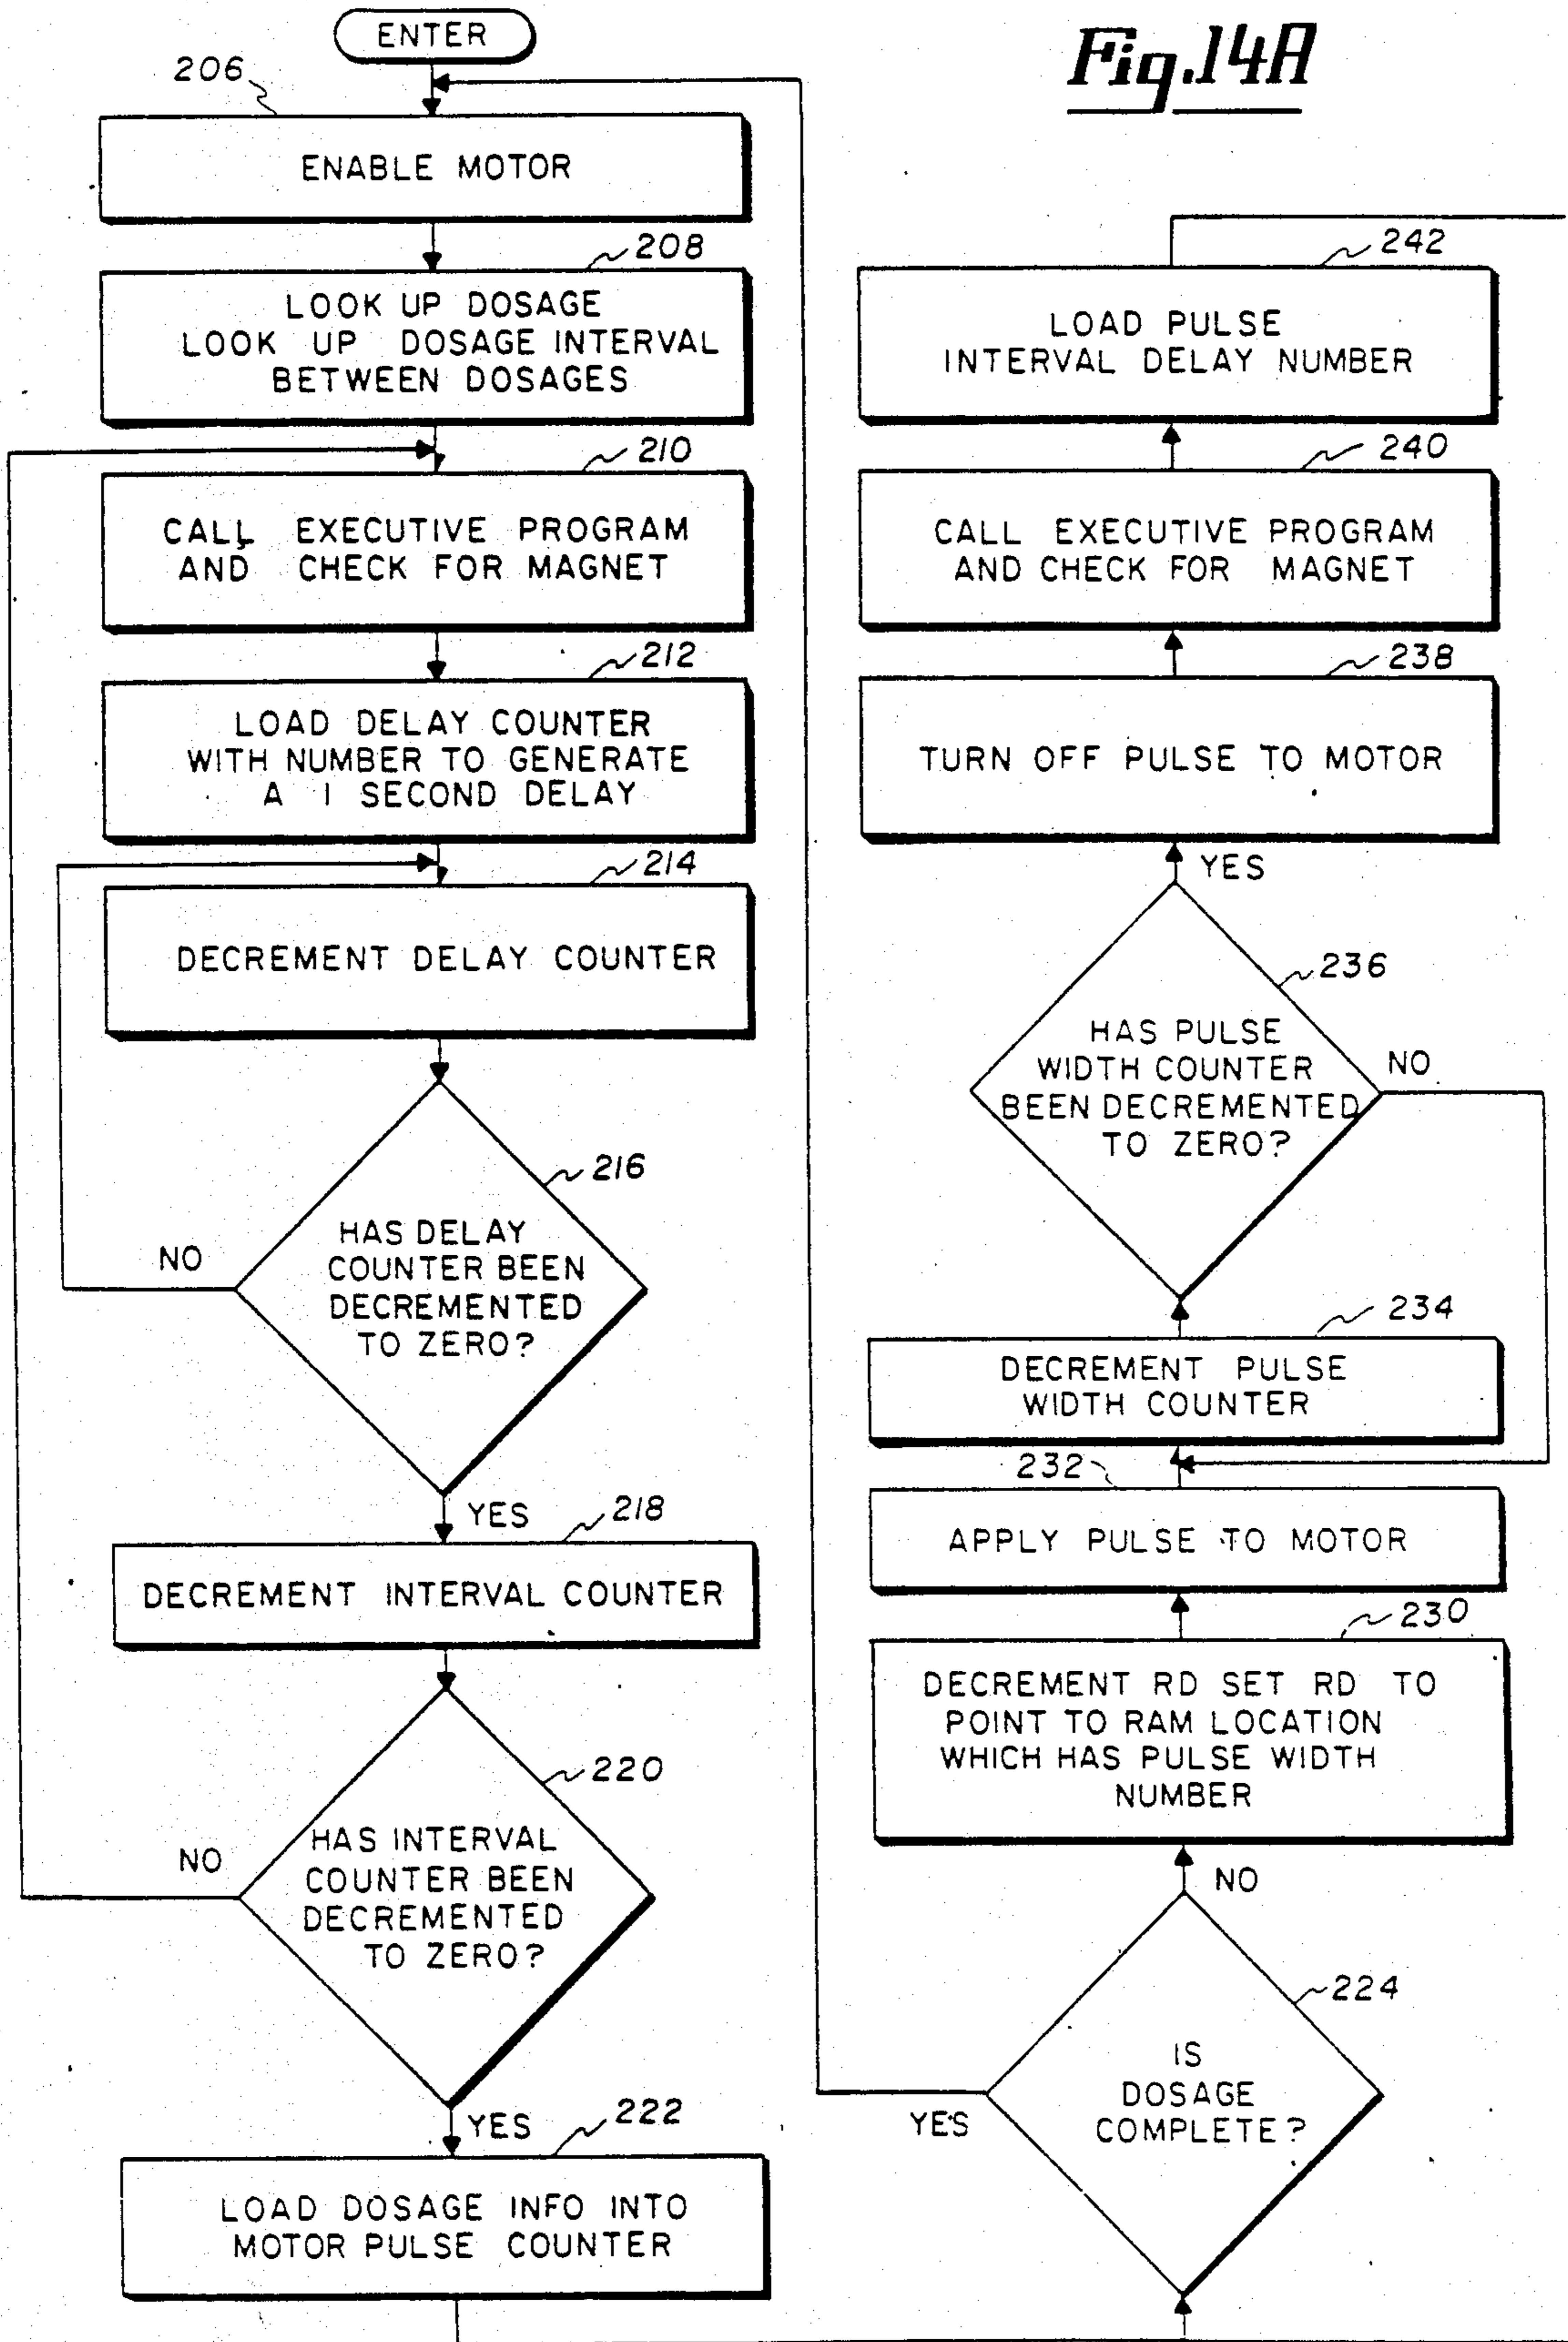 Fig.14A
ENTER
206
ENABLE MOTOR
208
LOOK UP DOSAGE
LOOK UP DOSAGE INTERVAL
BETWEEN DOSAGES
210
CALL EXECUTIVE PROGRAM
AND CHECK FOR MAGNET
212
LOAD DELAY COUNTER
WITH NUMBER TO GENERATE
A 1 SECOND DELAY
214
DECREMENT DELAY COUNTER
216
HAS DELAY
COUNTER BEEN
DECREMENTED
TO ZERO?
NO
YES
218
DECREMENT INTERVAL COUNTER
220
HAS INTERVAL
COUNTER BEEN
DECREMENTED
TO ZERO?
NO
YES
222
LOAD DOSAGE INFO INTO
MOTOR PULSE COUNTER
242
LOAD PULSE
INTERVAL DELAY NUMBER
240
CALL EXECUTIVE PROGRAM
AND CHECK FOR MAGNET
238
TURN OFF PULSE TO MOTOR
YES
236
HAS PULSE
WIDTH COUNTER
BEEN DECREMENTED
TO ZERO?
NO
234
DECREMENT PULSE
WIDTH COUNTER
232
APPLY PULSE TO MOTOR
230
DECREMENT RD SET RD TO
POINT TO RAM LOCATION
WHICH HAS PULSE WIDTH
NUMBER
NO
224
IS
DOSAGE
COMPLETE?
YES